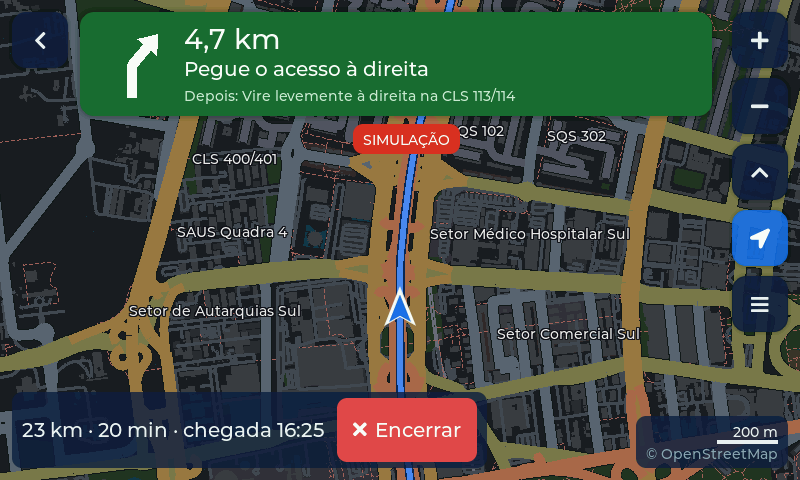 4,7 km
Pegue o acesso à direita
Depois: Vire levemente à direita na CLS 113/114
SIMULAÇÃO
QS 102
SQS 302
CLS 400/401
SAUS Quadra 4
Setor Médico Hospitalar Sul
Setor de Autarquias Sul
Setor Comercial Sul
23 km · 20 min · chegada 16:25
Encerrar
200 m
© OpenStreetMap